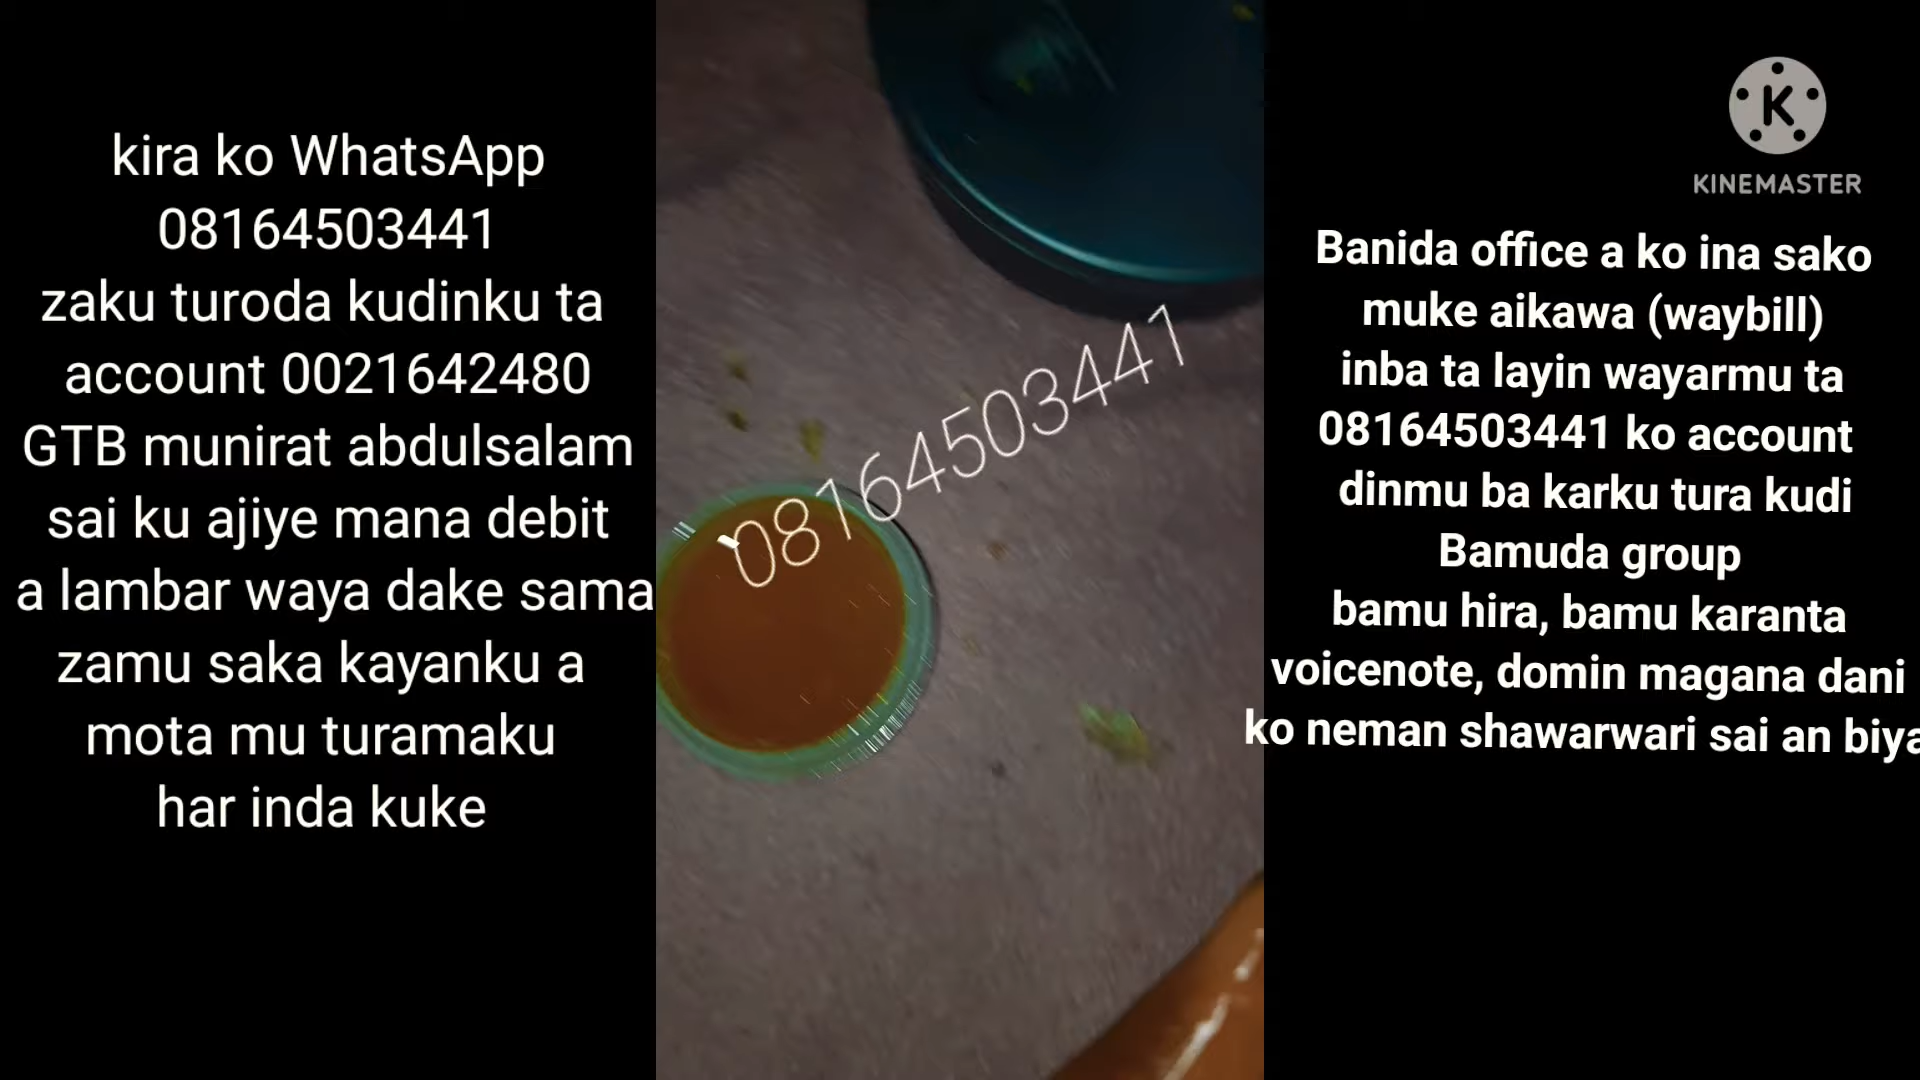 kira ko WhatsApp
08164503441
zaku turoda kudinku ta
account 0021642480
GTB munirat abdulsalam
sai ku ajiye mana debit
a lambar waya dake sama
zamu saka kayanku a
mota mu turamaku
har inda kuke
08164503441
KINEMASTER
Banida office a ko ina sako
muke aikawa (waybill)
inba ta layin wayarmu ta
08164503441 ko account
dinmu ba karku tura kudi
Bamuda group
bamu hira, bamu karanta
voicenote, domin magana dani
ko neman shawarwari sai an biya